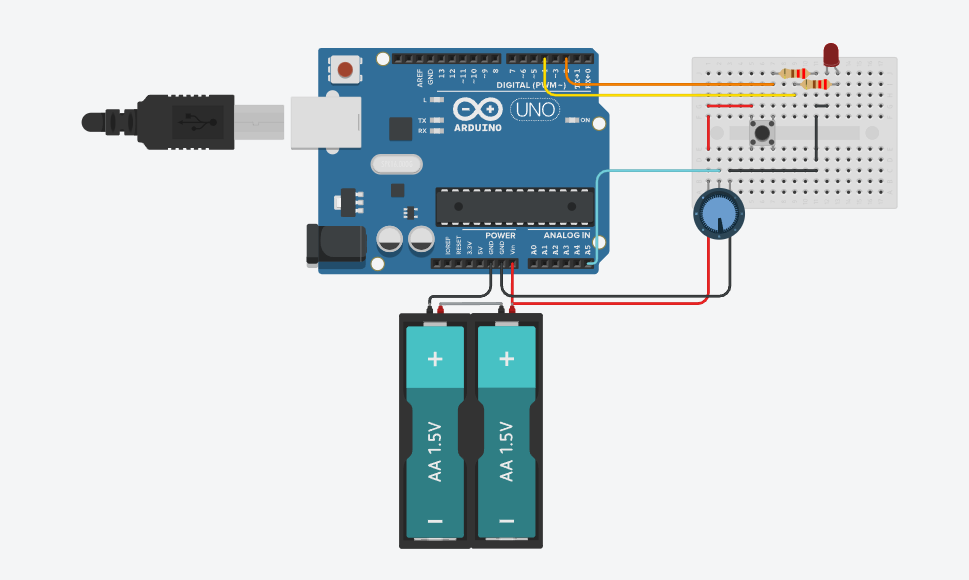 AREF
GND
13
12
~11
~10
~9
8
7
~6
~5
4
~3
2
TX→1
RX←0
DIGITAL (PWM~)
L
TX
RX
ARDUINO
UNO
ON
POWER
ANALOG IN
IOREF
RESET
3.3V
5V
GND
GND
Vin
A0
A1
A2
A3
A4
A5
+
+
AA 1.5V
AA 1.5V